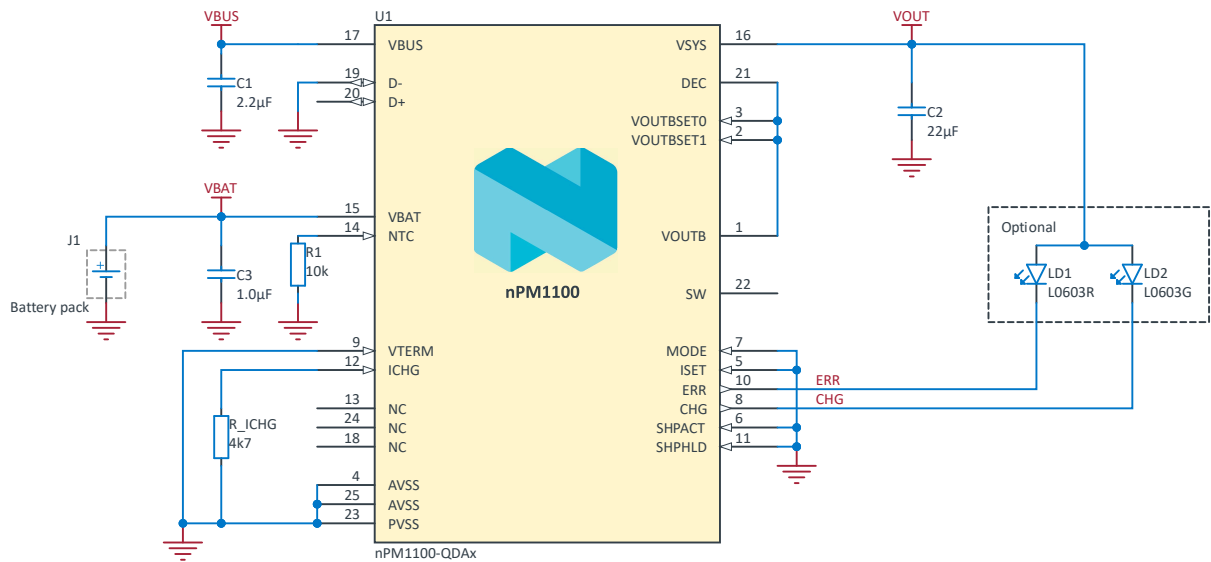 VBUS
C1
2.2µF
VBAT
J1
Battery pack
C3
1.0µF
R1
10k
R_ICHG
4k7
U1
17 VBUS
19 D-
20 D+
15 VBAT
14 NTC
9 VTERM
12 ICHG
13 NC
24 NC
18 NC
4 AVSS
25 AVSS
23 PVSS
nPM1100
VSYS 16
DEC 21
VOUTBSET0 3
VOUTBSET1 2
VOUTB 1
SW 22
MODE 7
ISET 5
ERR 10
CHG 8
SHPACT 6
SHPHLD 11
nPM1100-QDAx
ERR
CHG
VOUT
C2
22µF
Optional
LD1
L0603R
LD2
L0603G